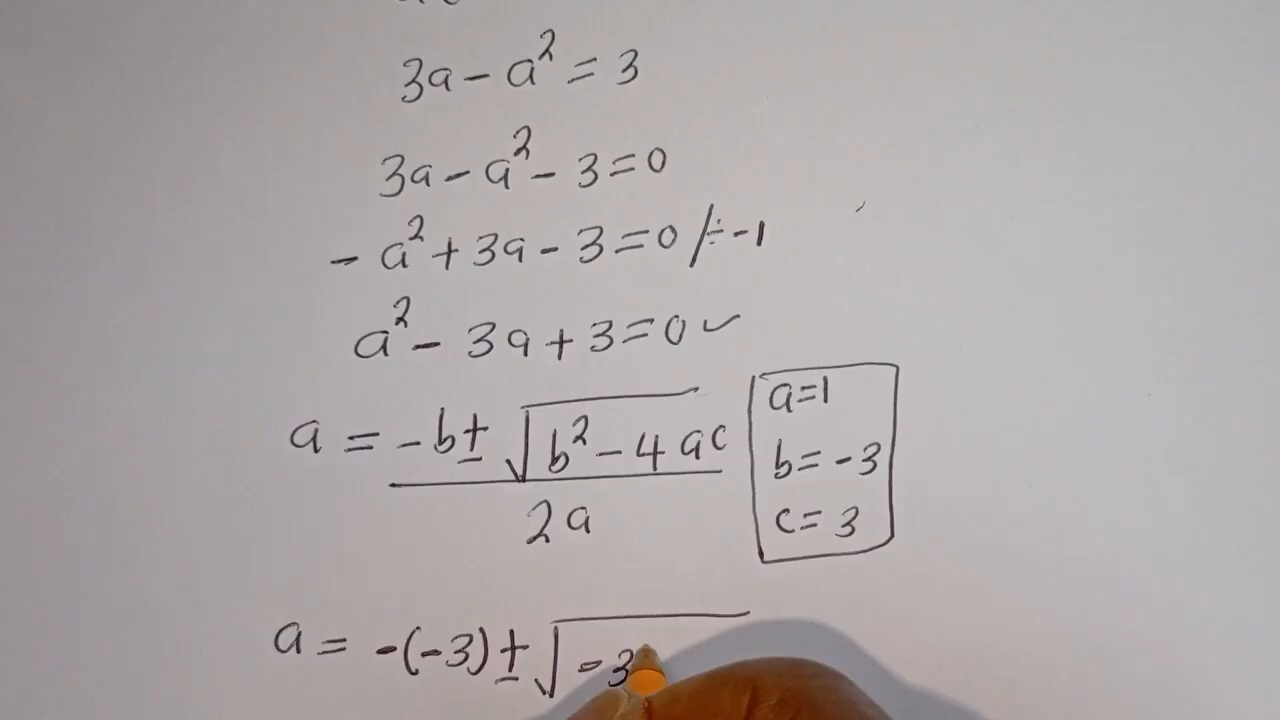 3a - a² = 3
3a - a² - 3 = 0
- a² + 3a - 3 = 0 /÷ -1
a² - 3a + 3 = 0 ✓
a = -b ± √b² - 4ac
2a
a = 1
b = -3
c = 3
a = -(-3) ± √-3